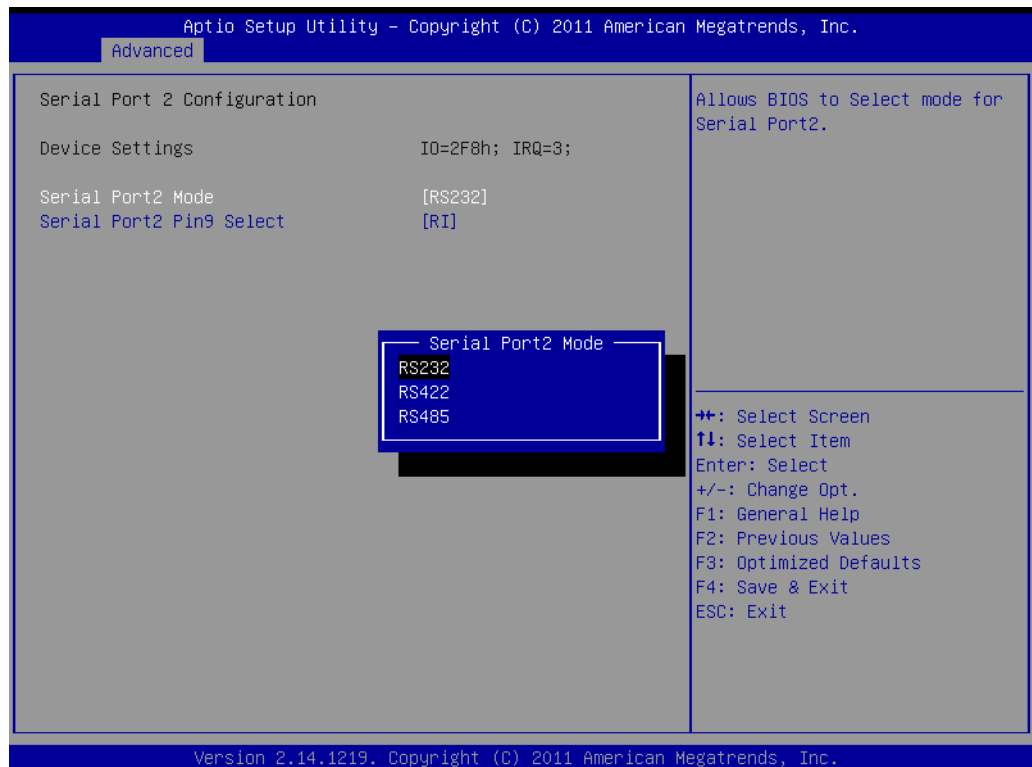 Aptio Setup Utility – Copyright (C) 2011 American Megatrends, Inc.
Advanced
Serial Port 2 Configuration
Device Settings IO=2F8h; IRQ=3;
Serial Port2 Mode [RS232]
Serial Port2 Pin9 Select [RI]
Serial Port2 Mode
RS232
RS422
RS485
Allows BIOS to Select mode for
Serial Port2.
→←: Select Screen
↑↓: Select Item
Enter: Select
+/-: Change Opt.
F1: General Help
F2: Previous Values
F3: Optimized Defaults
F4: Save & Exit
ESC: Exit
Version 2.14.1219. Copyright (C) 2011 American Megatrends, Inc.